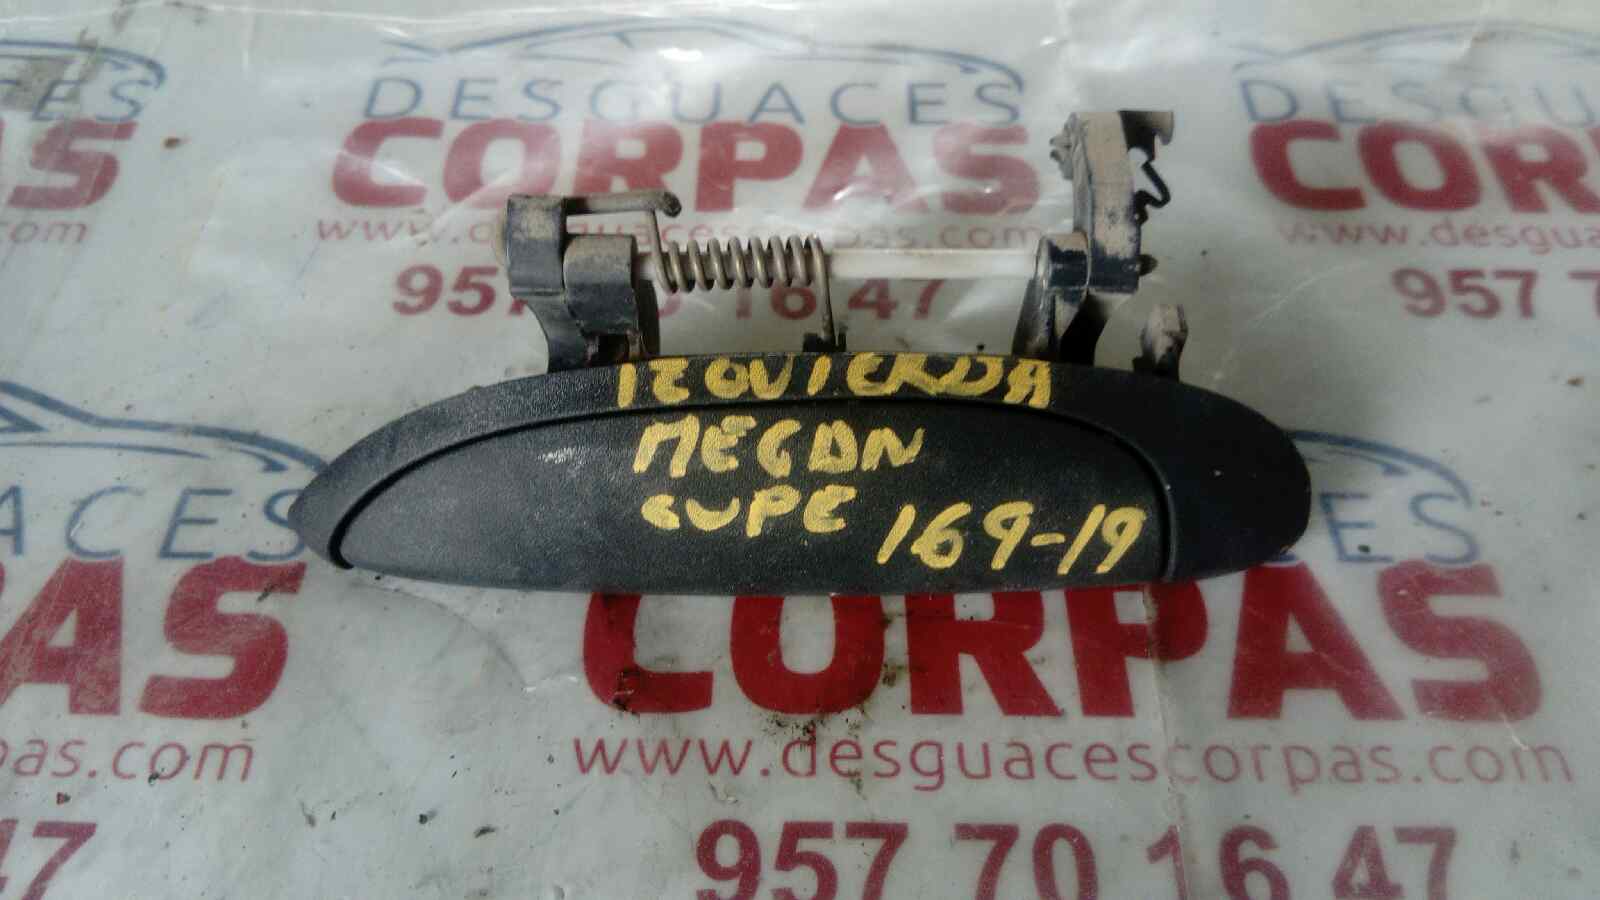 DESGUACES
CORPAS
www.desguacescorpas.com
957 70 16 47
IZQUIERDA
MEGAN
CUPE 169-19
CORPAS
www.desguacescorpas.com
957 70 16 47